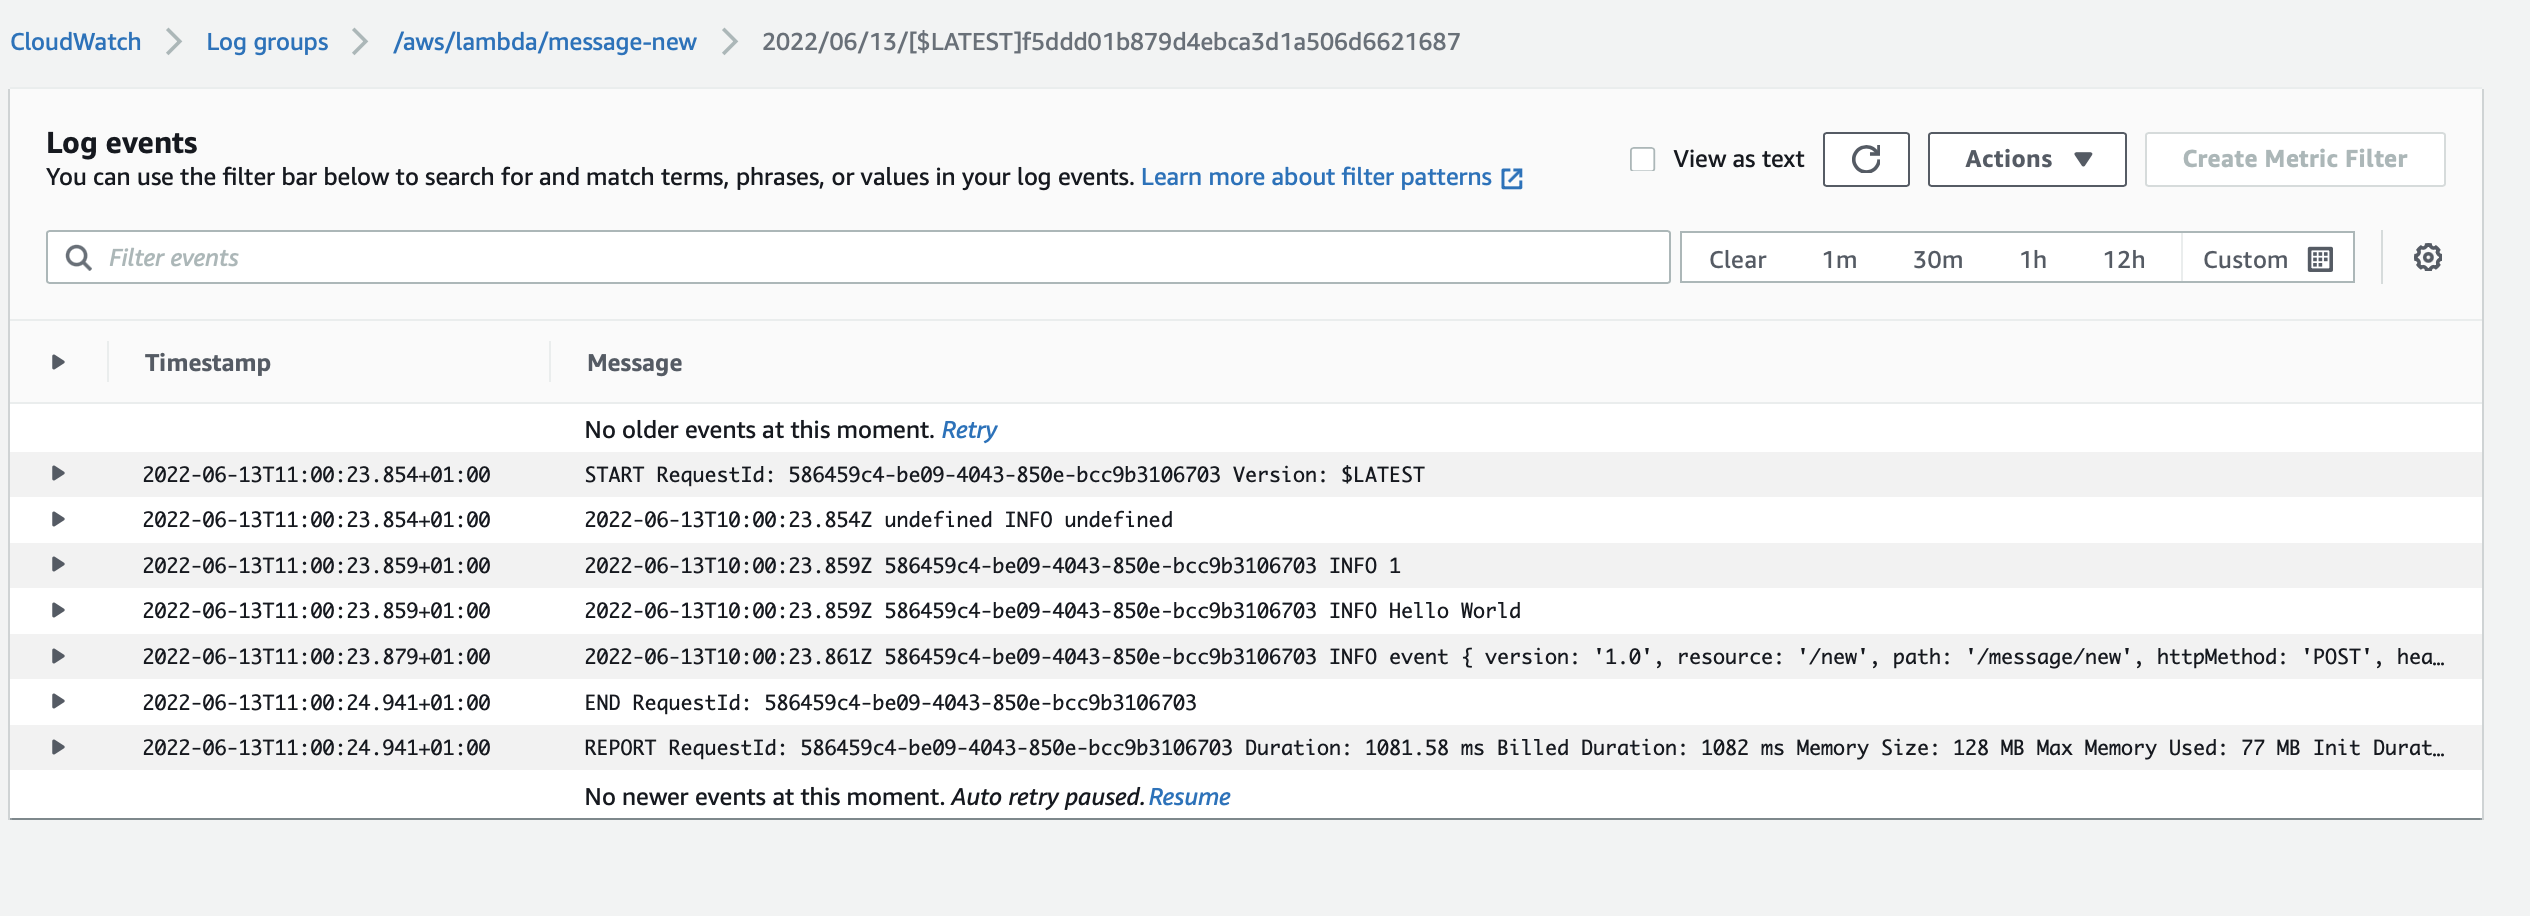 CloudWatch > Log groups > /aws/lambda/message-new > 2022/06/13/[$LATEST]f5ddd01b879d4ebca3d1a506d6621687
Log events
You can use the filter bar below to search for and match terms, phrases, or values in your log events. Learn more about filter patterns
View as text
Actions
Create Metric Filter
Filter events
Clear 1m 30m 1h 12h Custom
Timestamp Message
No older events at this moment. Retry
2022-06-13T11:00:23.854+01:00 START RequestId: 586459c4-be09-4043-850e-bcc9b3106703 Version: $LATEST
2022-06-13T11:00:23.854+01:00 2022-06-13T10:00:23.854Z undefined INFO undefined
2022-06-13T11:00:23.859+01:00 2022-06-13T10:00:23.859Z 586459c4-be09-4043-850e-bcc9b3106703 INFO 1
2022-06-13T11:00:23.859+01:00 2022-06-13T10:00:23.859Z 586459c4-be09-4043-850e-bcc9b3106703 INFO Hello World
2022-06-13T11:00:23.879+01:00 2022-06-13T10:00:23.861Z 586459c4-be09-4043-850e-bcc9b3106703 INFO event { version: '1.0', resource: '/new', path: '/message/new', httpMethod: 'POST', hea…
2022-06-13T11:00:24.941+01:00 END RequestId: 586459c4-be09-4043-850e-bcc9b3106703
2022-06-13T11:00:24.941+01:00 REPORT RequestId: 586459c4-be09-4043-850e-bcc9b3106703 Duration: 1081.58 ms Billed Duration: 1082 ms Memory Size: 128 MB Max Memory Used: 77 MB Init Durat…
No newer events at this moment. Auto retry paused. Resume